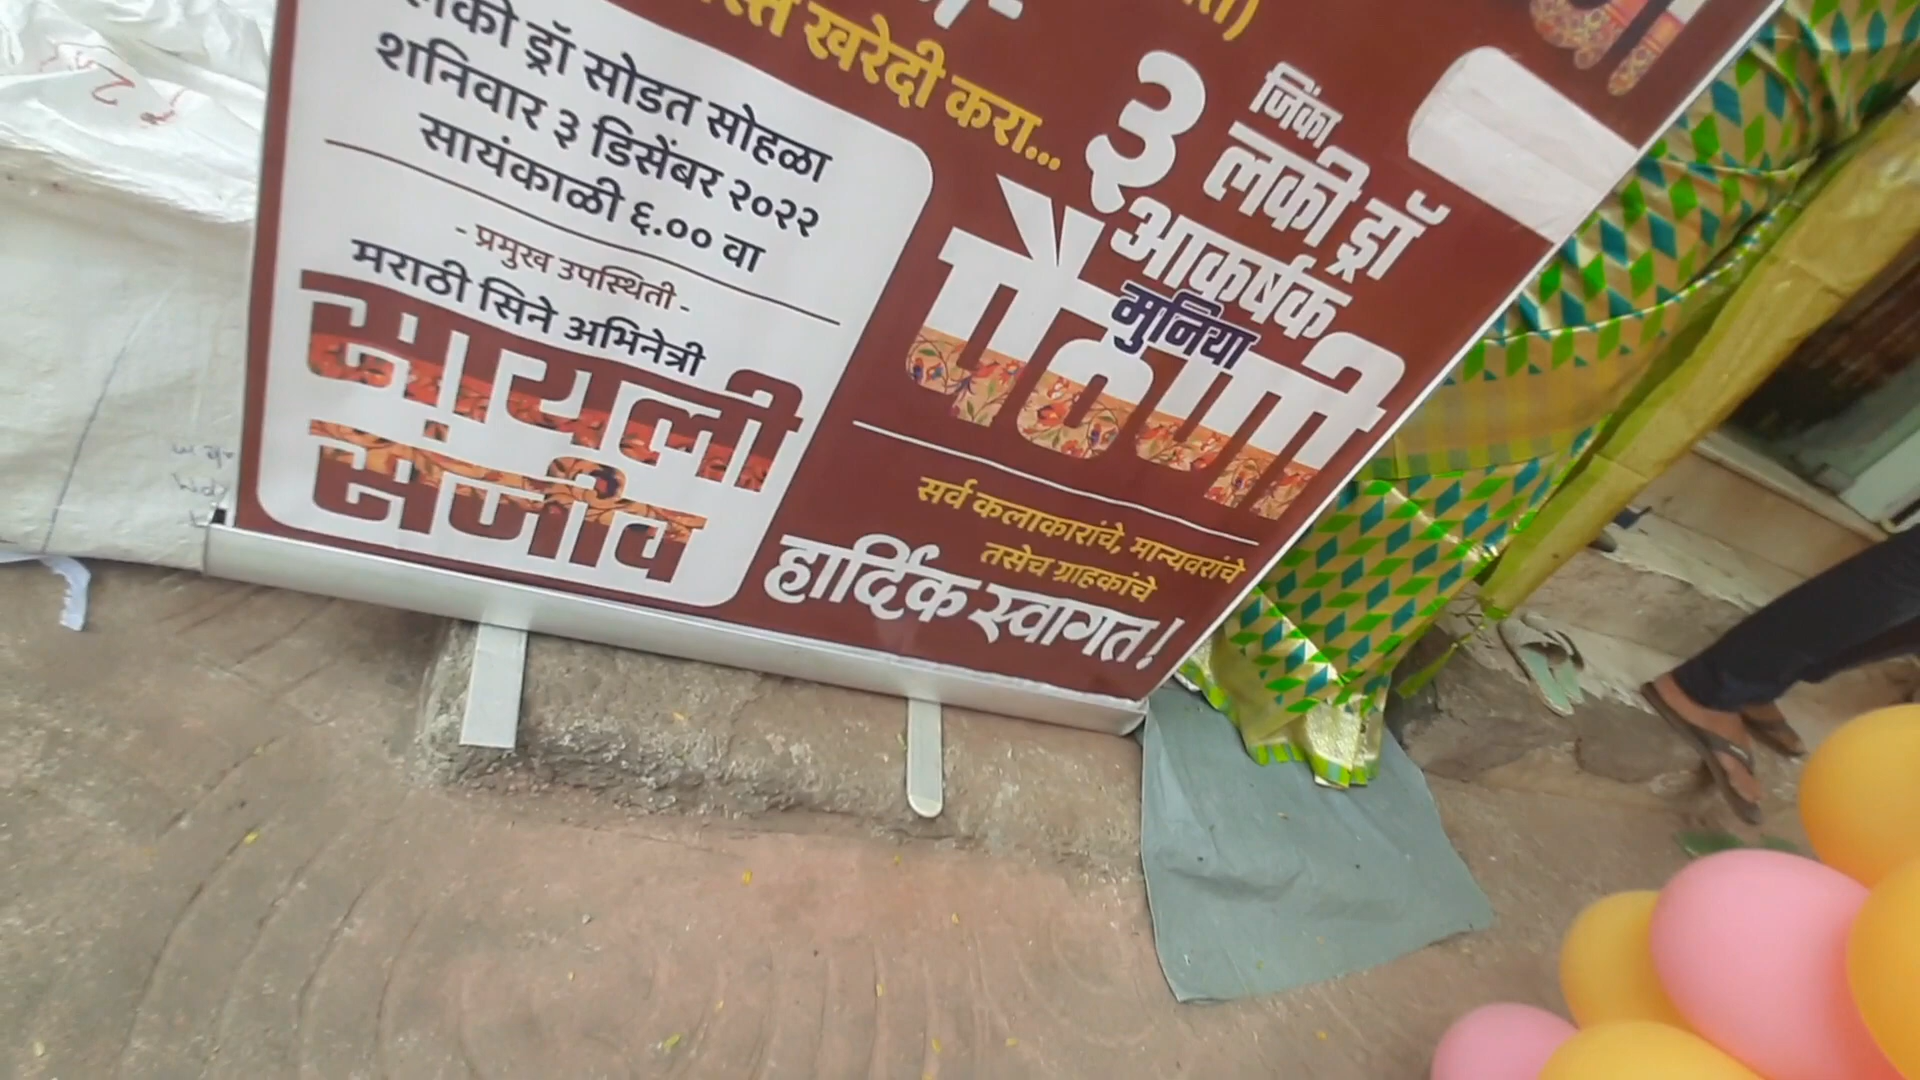 लकी ड्रॉ सोडत सोहळा
शनिवार ३ डिसेंबर २०२२
सायंकाळी ६.०० वा
- प्रमुख उपस्थिती -
मराठी सिने अभिनेत्री
सायली
संजीव
खरेदी करा...
जिंका
३ लकी ड्रॉ
आकर्षक
मुनिया
पैठणी
सर्व कलाकारांचे, मान्यवरांचे
तसेच ग्राहकांचे
हार्दिक स्वागत!